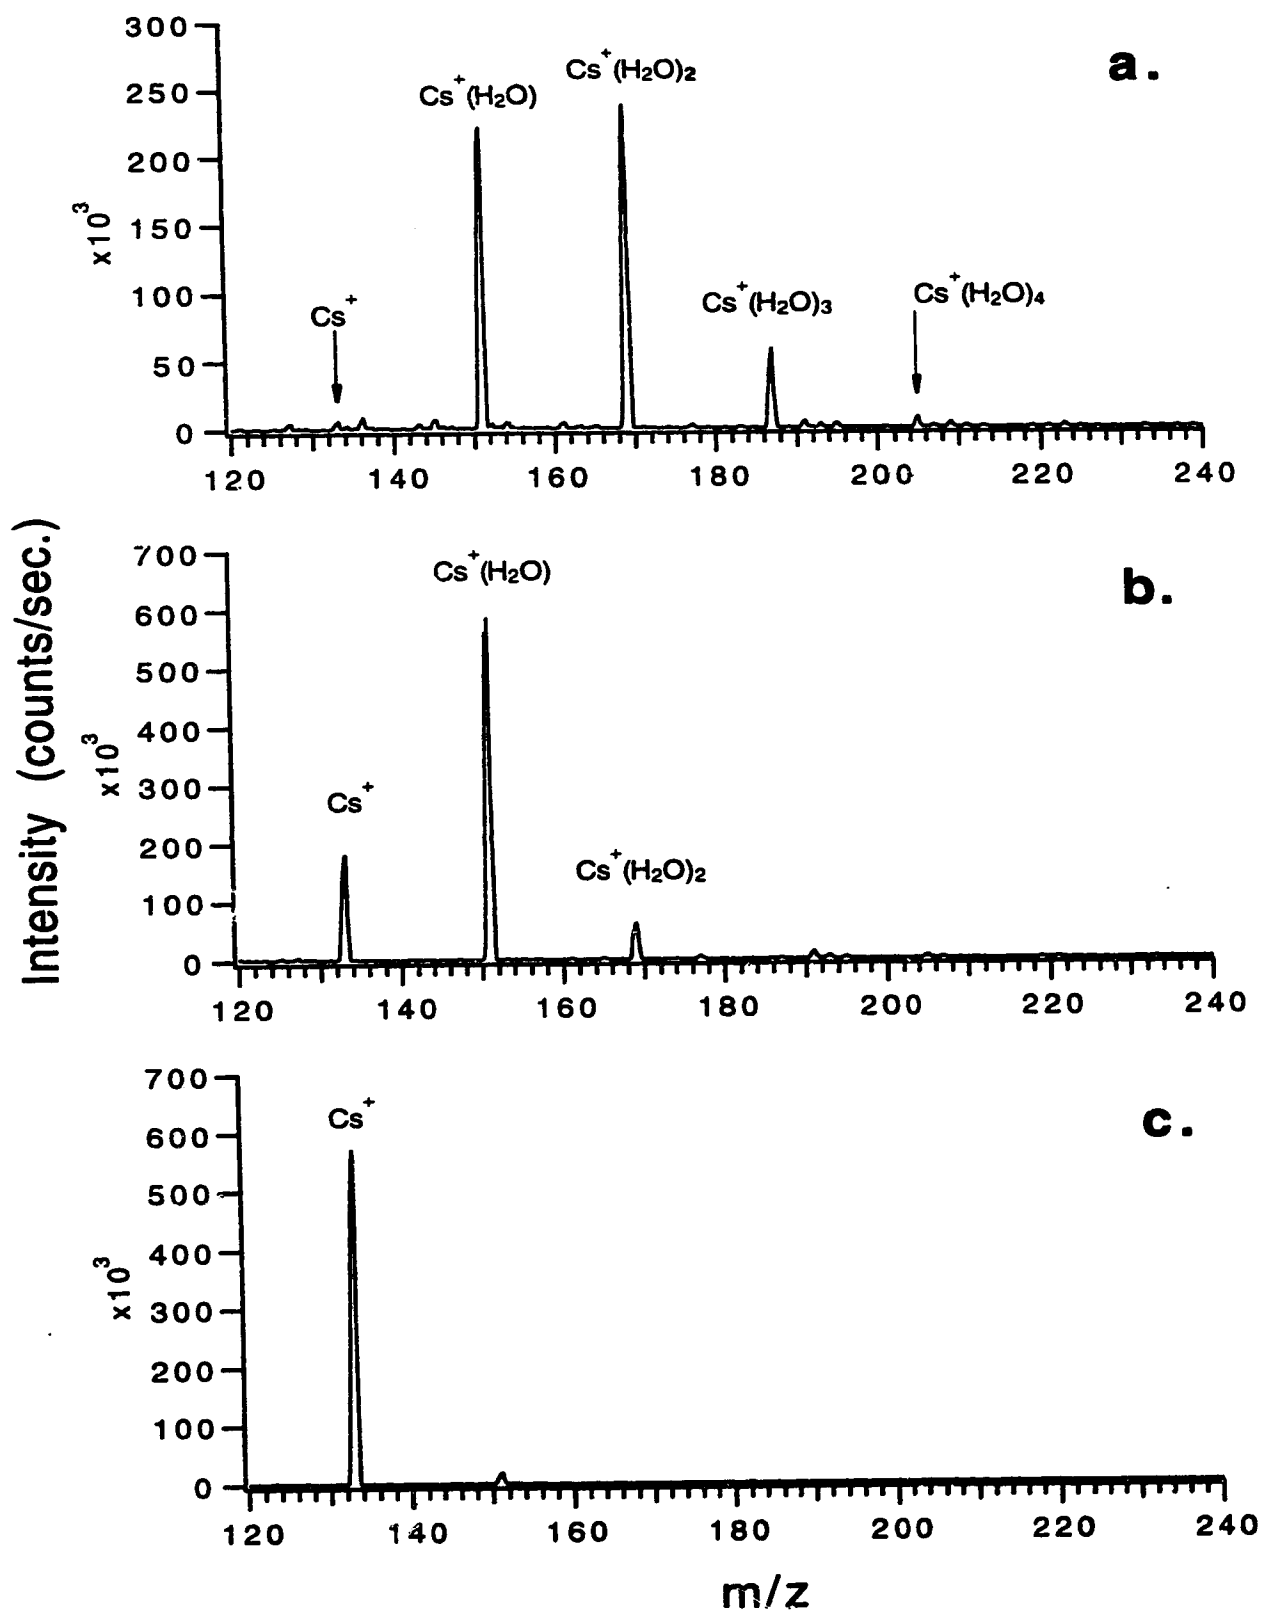 a.
300
250
200
150
100
50
0
x10³
Cs⁺
Cs⁺(H₂O)
Cs⁺(H₂O)₂
Cs⁺(H₂O)₃
Cs⁺(H₂O)₄
120 140 160 180 200 220 240
Intensity (counts/sec.)
b.
700
600
500
400
300
200
100
0
x10³
Cs⁺
Cs⁺(H₂O)
Cs⁺(H₂O)₂
120 140 160 180 200 220 240
c.
700
600
500
400
300
200
100
0
x10³
Cs⁺
120 140 160 180 200 220 240
m/z